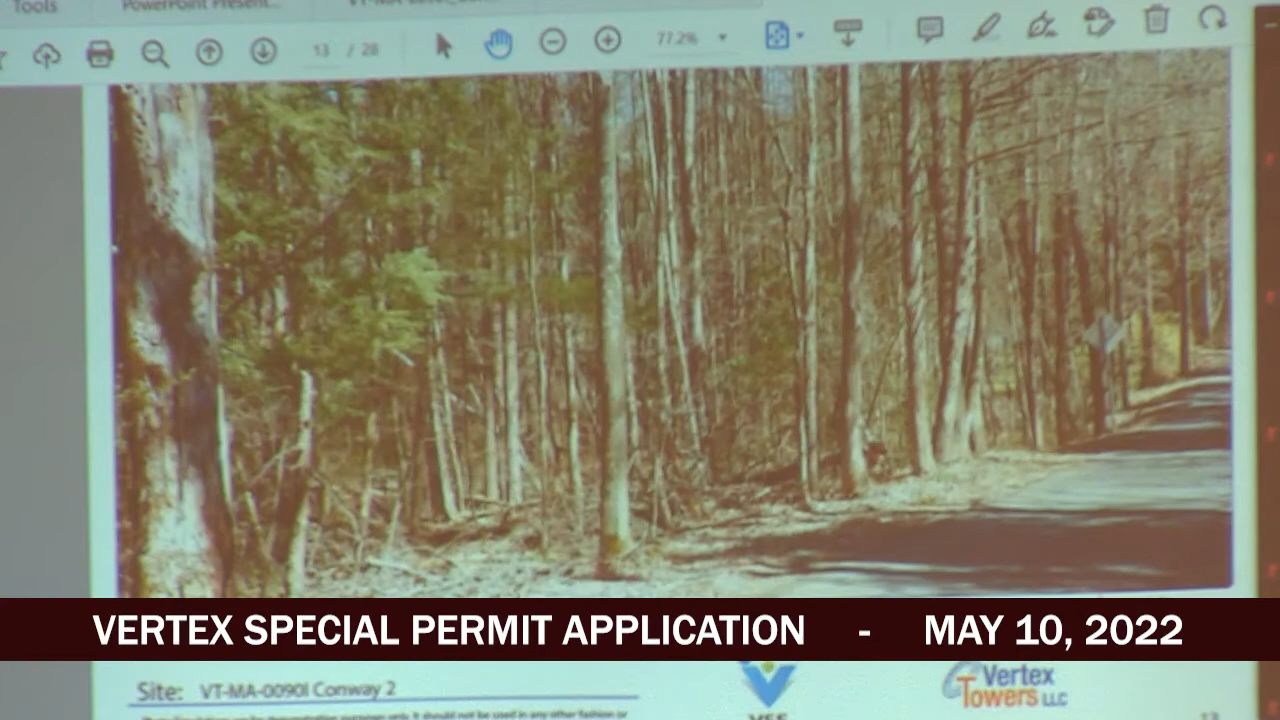 Tools
PowerPoint Present...
13 / 28
77.2%
VERTEX SPECIAL PERMIT APPLICATION - MAY 10, 2022
Site: VT-MA-0090I Conway 2
Vertex
Towers LLC
13